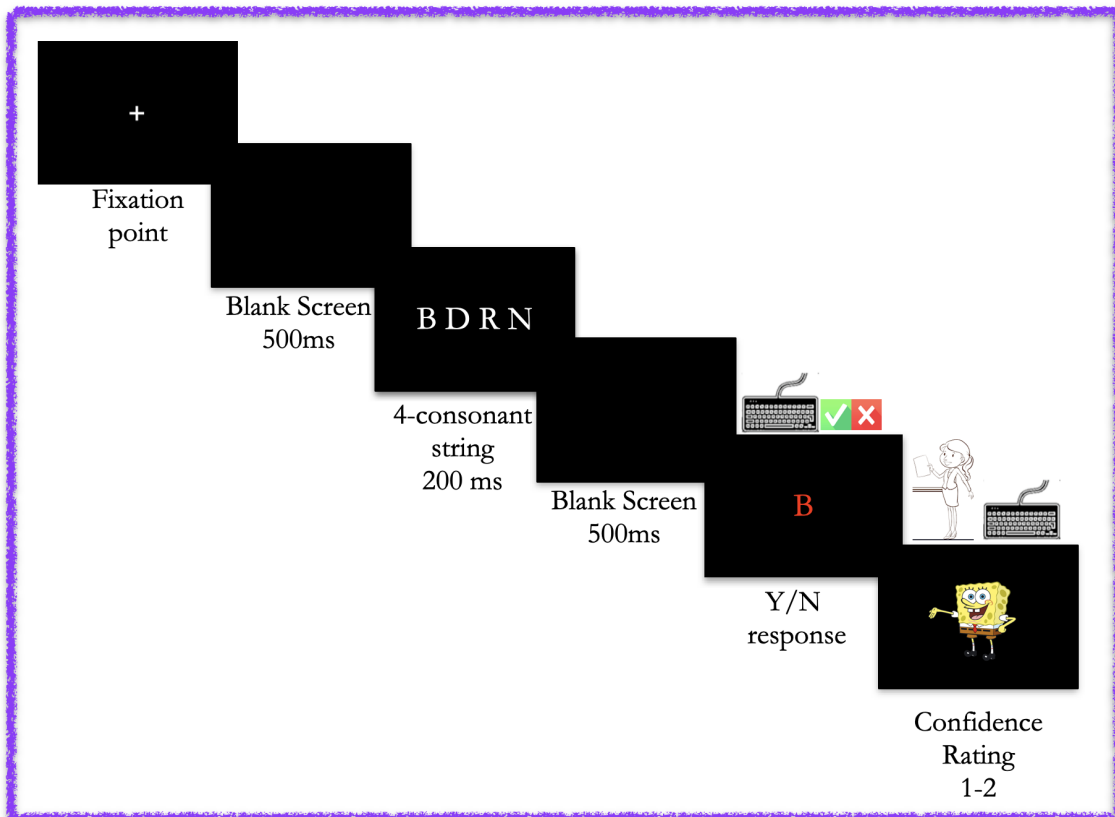 +
Fixation
point
Blank Screen
500ms
B D R N
4-consonant
string
200 ms
Blank Screen
500ms
B
Y/N
response
Confidence
Rating
1-2